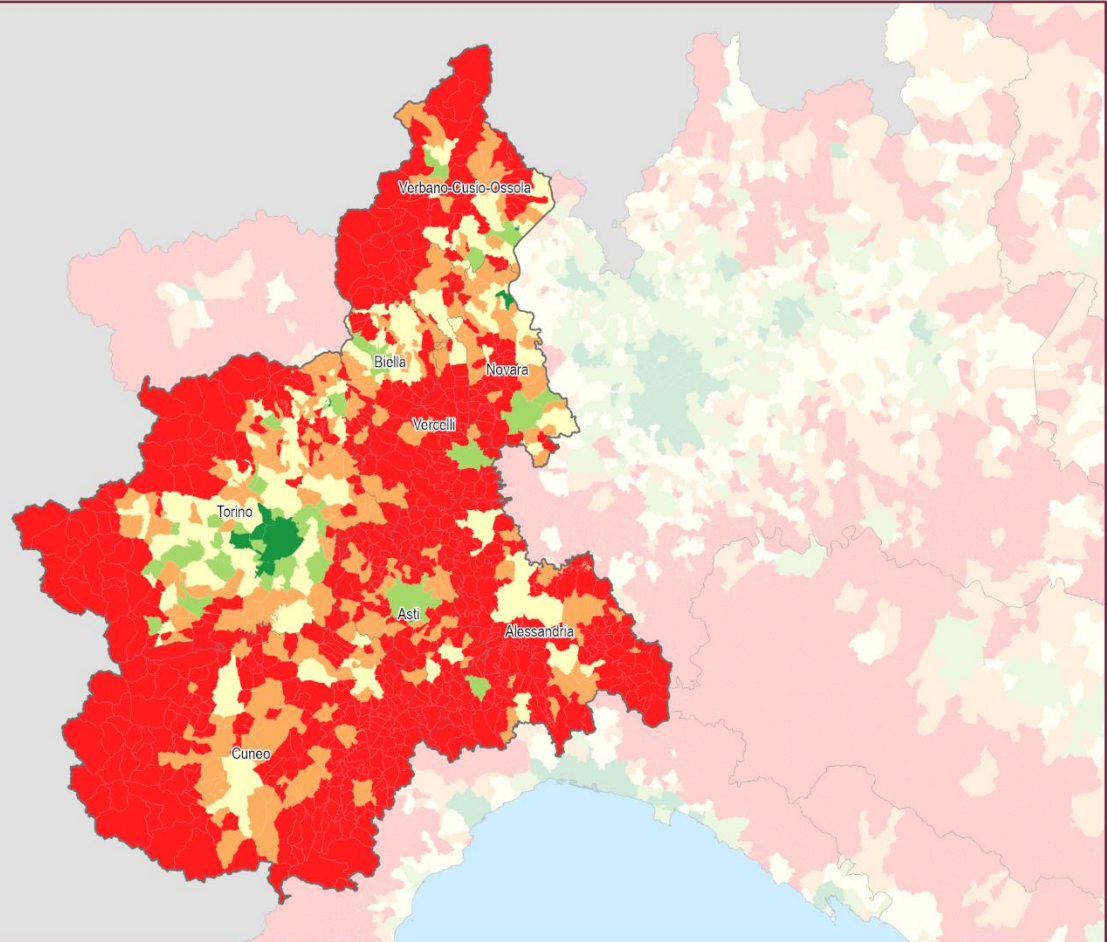 Verbano-Cusio-Ossola
Biella
Novara
Vercelli
Torino
Asti
Alessandria
Cuneo